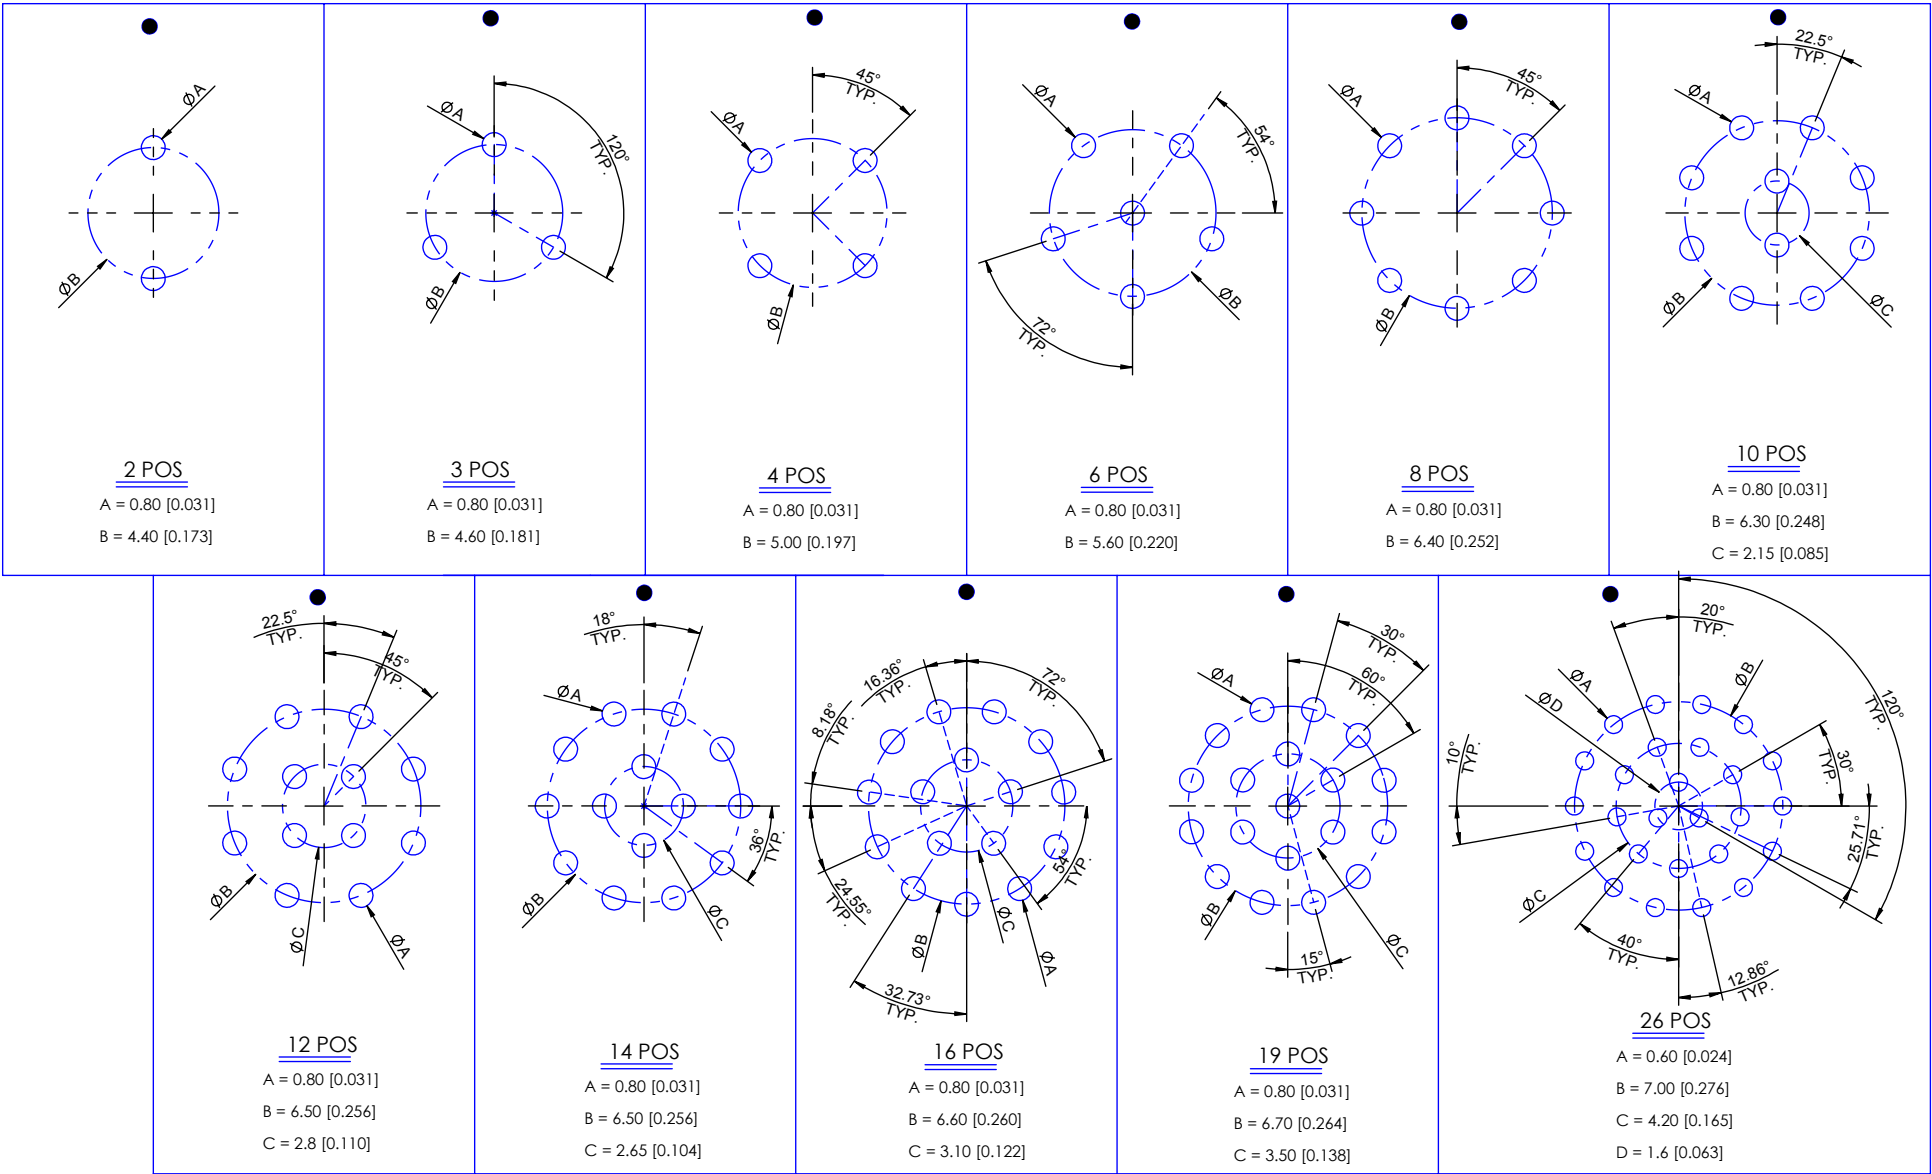 ØA
ØB
2 POS
A = 0.80 [0.031]
B = 4.40 [0.173]
ØA
120°
TYP.
ØB
3 POS
A = 0.80 [0.031]
B = 4.60 [0.181]
45°
TYP.
ØA
ØB
4 POS
A = 0.80 [0.031]
B = 5.00 [0.197]
ØA
54°
TYP.
72°
TYP.
ØB
6 POS
A = 0.80 [0.031]
B = 5.60 [0.220]
45°
TYP.
ØA
ØB
8 POS
A = 0.80 [0.031]
B = 6.40 [0.252]
22.5°
TYP.
ØA
ØB
ØC
10 POS
A = 0.80 [0.031]
B = 6.30 [0.248]
C = 2.15 [0.085]
22.5°
TYP.
45°
TYP.
ØB
ØC
ØA
12 POS
A = 0.80 [0.031]
B = 6.50 [0.256]
C = 2.8 [0.110]
18°
TYP.
ØA
36°
TYP.
ØB
ØC
14 POS
A = 0.80 [0.031]
B = 6.50 [0.256]
C = 2.65 [0.104]
16.36°
TYP.
72°
TYP.
8.18°
TYP.
24.55°
TYP.
54°
TYP.
ØB
ØC
ØA
32.73°
TYP.
16 POS
A = 0.80 [0.031]
B = 6.60 [0.260]
C = 3.10 [0.122]
30°
TYP.
60°
TYP.
ØA
ØB
ØC
15°
TYP.
19 POS
A = 0.80 [0.031]
B = 6.70 [0.264]
C = 3.50 [0.138]
20°
TYP.
ØA
ØB
ØD
120°
TYP.
10°
TYP.
30°
TYP.
25.71°
TYP.
ØC
40°
TYP.
12.86°
TYP.
26 POS
A = 0.60 [0.024]
B = 7.00 [0.276]
C = 4.20 [0.165]
D = 1.6 [0.063]